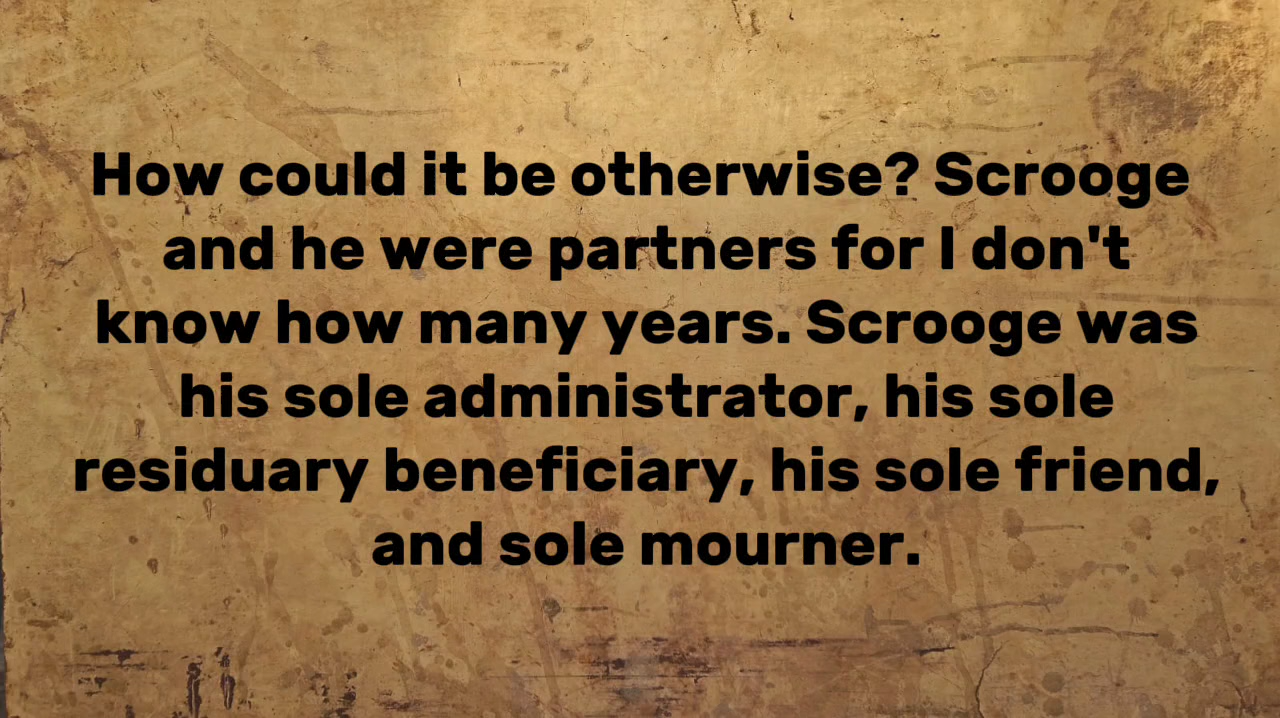 How could it be otherwise? Scrooge
and he were partners for I don't
know how many years. Scrooge was
his sole administrator, his sole
residuary beneficiary, his sole friend,
and sole mourner.